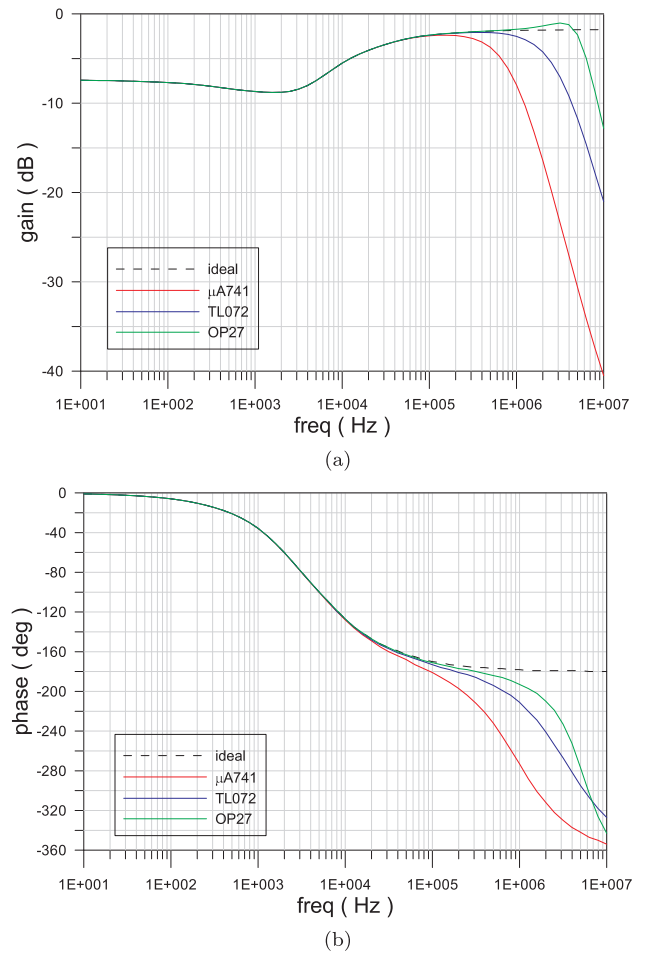 0
-10
-20
-30
-40
gain ( dB )
ideal
μA741
TL072
OP27
1E+001 1E+002 1E+003 1E+004 1E+005 1E+006 1E+007
freq ( Hz )
(a)
0
-40
-80
-120
-160
-200
-240
-280
-320
-360
phase ( deg )
ideal
μA741
TL072
OP27
1E+001 1E+002 1E+003 1E+004 1E+005 1E+006 1E+007
freq ( Hz )
(b)